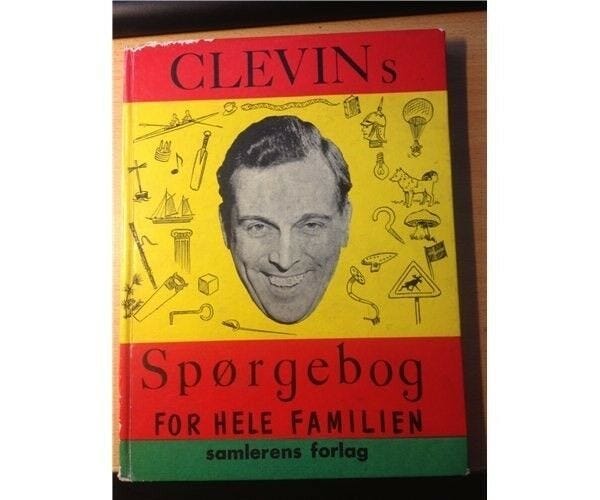 CLEVINs
Spørgebog
FOR HELE FAMILIEN
samlerens forlag